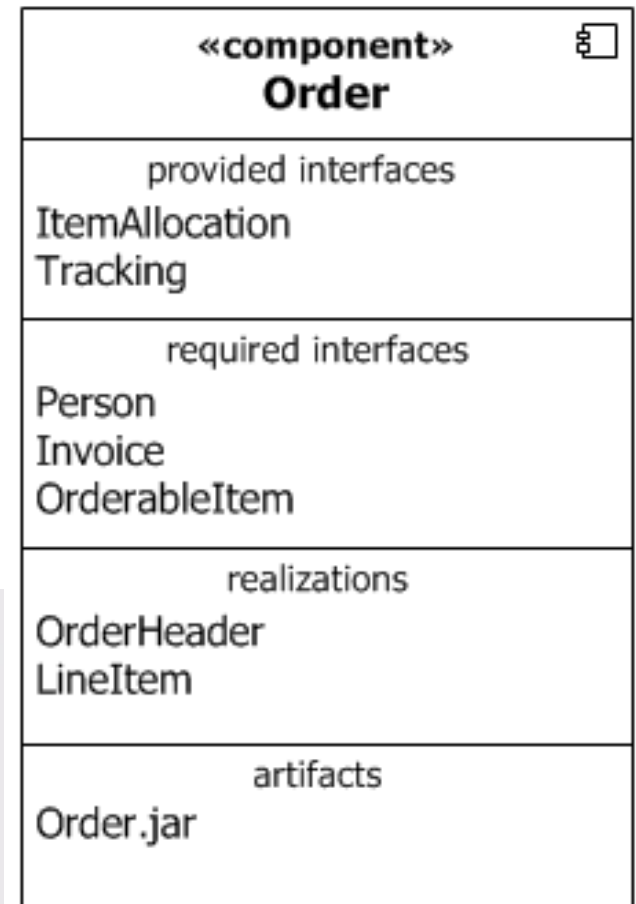 «component»
Order
provided interfaces
ItemAllocation
Tracking
required interfaces
Person
Invoice
OrderableItem
realizations
OrderHeader
LineItem
artifacts
Order.jar